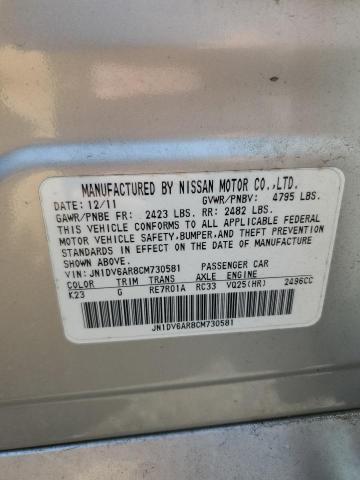 MANUFACTURED BY NISSAN MOTOR CO.,LTD.
DATE: 12/11 GVWR/PNBV: 4795 LBS.
GAWR/PNBE FR: 2423 LBS. RR: 2482 LBS.
THIS VEHICLE CONFORMS TO ALL APPLICABLE FEDERAL
MOTOR VEHICLE SAFETY, BUMPER, AND THEFT PREVENTION
STANDARDS IN EFFECT ON THE DATE OF MANUFACTURE
SHOWN ABOVE.
VIN: JN1DV6AR8CM730581 PASSENGER CAR
COLOR TRIM TRANS AXLE ENGINE
K23 G RE7R01A RC33 VQ25(HR) 2496CC
JN1DV6AR8CM730581